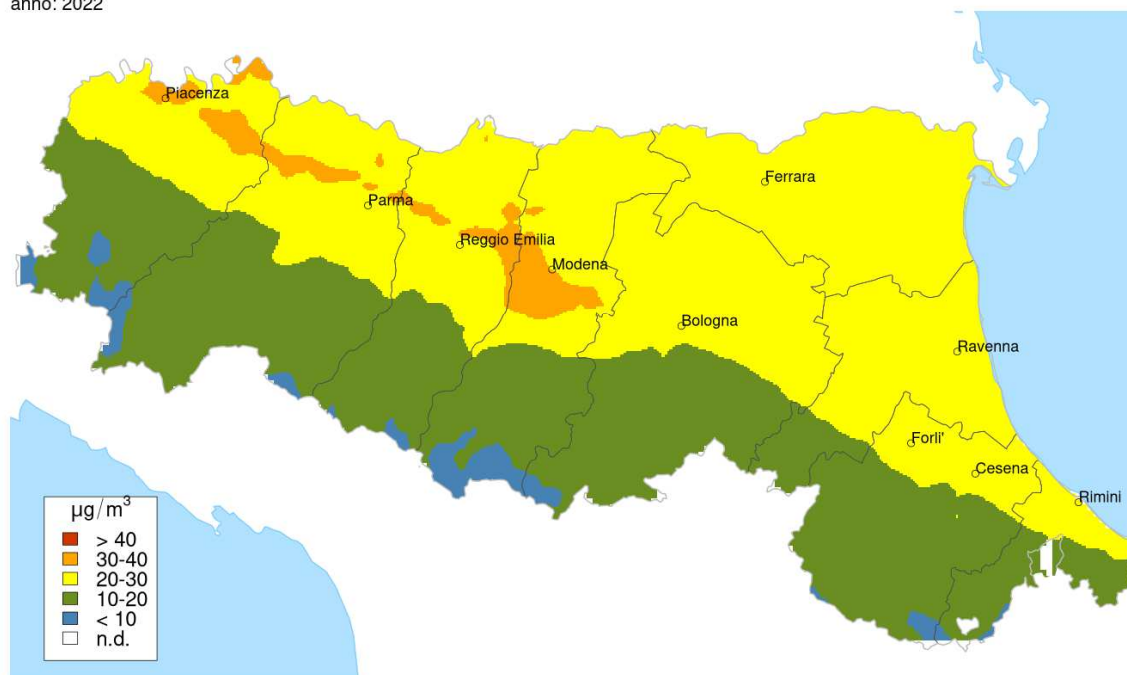 anno: 2022
Piacenza
Parma
Reggio Emilia
Modena
Ferrara
Bologna
Ravenna
Forli'
Cesena
Rimini
µg/m³
> 40
30-40
20-30
10-20
< 10
n.d.